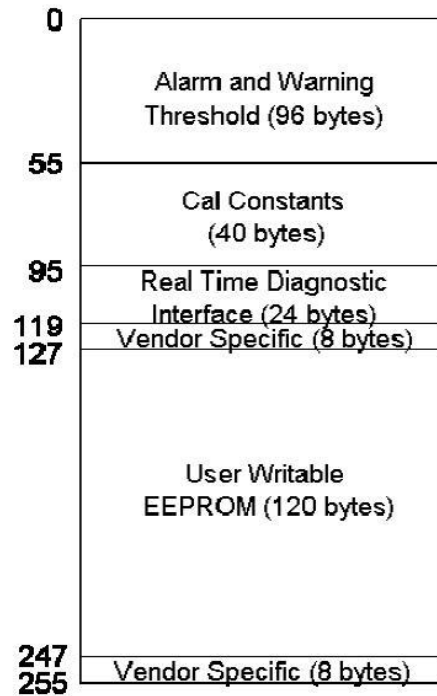 0
Alarm and Warning
Threshold (96 bytes)
55
Cal Constants
(40 bytes)
95
Real Time Diagnostic
Interface (24 bytes)
119
Vendor Specific (8 bytes)
127
User Writable
EEPROM (120 bytes)
247
Vendor Specific (8 bytes)
255